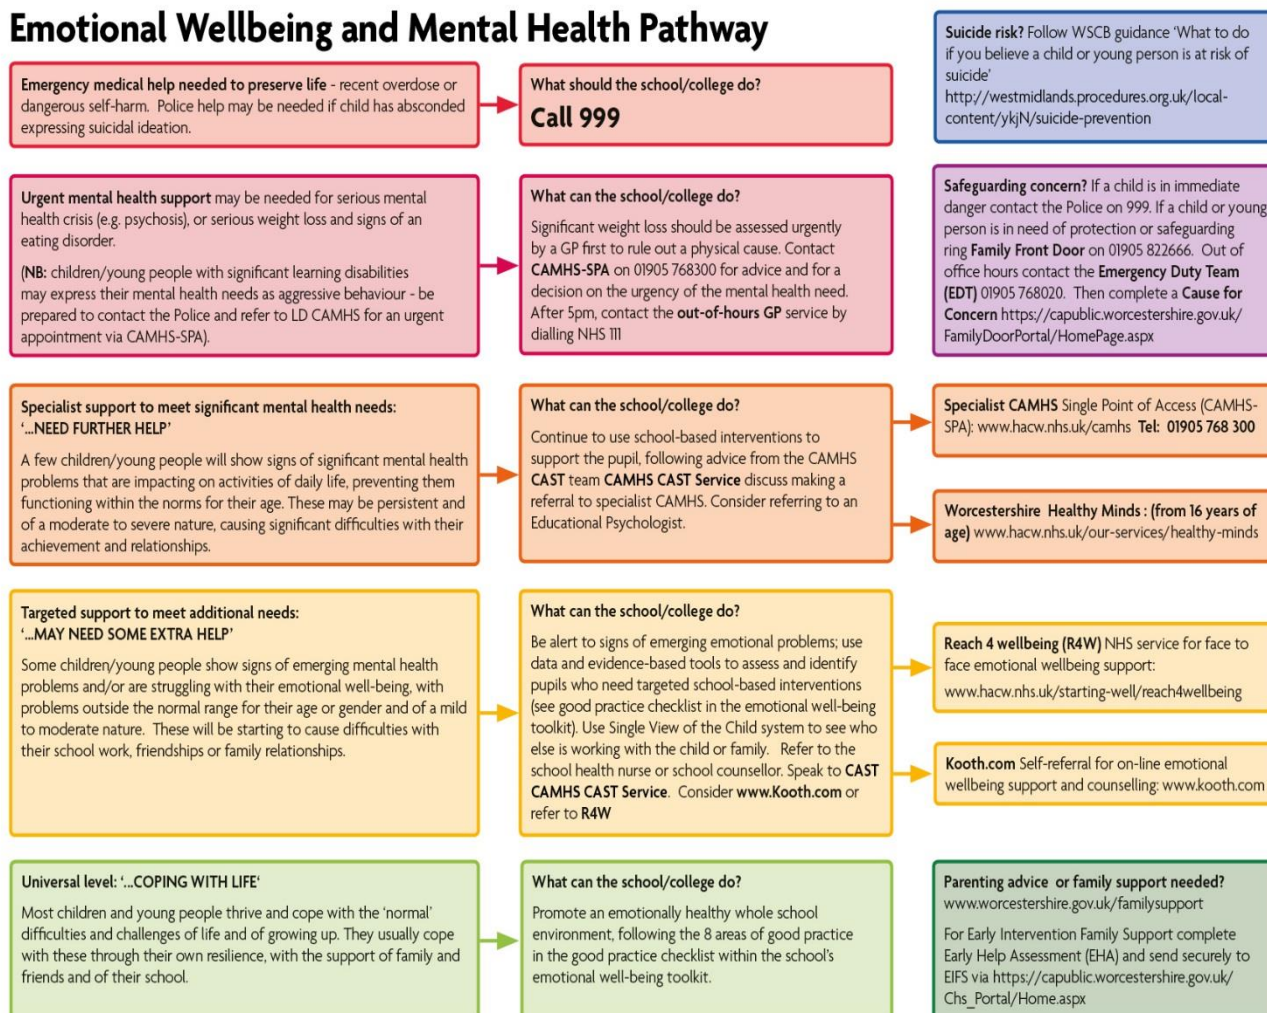 Emotional Wellbeing and Mental Health Pathway
Emergency medical help needed to preserve life - recent overdose or
dangerous self-harm. Police help may be needed if child has absconded
expressing suicidal ideation.
What should the school/college do?
Call 999
Suicide risk? Follow WSCB guidance 'What to do
if you believe a child or young person is at risk of
suicide'
http://westmidlands.procedures.org.uk/local-
content/ykjN/suicide-prevention
Urgent mental health support may be needed for serious mental
health crisis (e.g. psychosis), or serious weight loss and signs of an
eating disorder.
(NB: children/young people with significant learning disabilities
may express their mental health needs as aggressive behaviour - be
prepared to contact the Police and refer to LD CAMHS for an urgent
appointment via CAMHS-SPA).
What can the school/college do?
Significant weight loss should be assessed urgently
by a GP first to rule out a physical cause. Contact
CAMHS-SPA on 01905 768300 for advice and for a
decision on the urgency of the mental health need.
After 5pm, contact the out-of-hours GP service by
dialling NHS 111
Safeguarding concern? If a child is in immediate
danger contact the Police on 999. If a child or young
person is in need of protection or safeguarding
ring Family Front Door on 01905 822666. Out of
office hours contact the Emergency Duty Team
(EDT) 01905 768020. Then complete a Cause for
Concern https://capublic.worcestershire.gov.uk/
FamilyDoorPortal/HomePage.aspx
Specialist support to meet significant mental health needs:
'...NEED FURTHER HELP'
A few children/young people will show signs of significant mental health
problems that are impacting on activities of daily life, preventing them
functioning within the norms for their age. These may be persistent and
of a moderate to severe nature, causing significant difficulties with their
achievement and relationships.
What can the school/college do?
Continue to use school-based interventions to
support the pupil, following advice from the CAMHS
CAST team CAMHS CAST Service discuss making a
referral to specialist CAMHS. Consider referring to an
Educational Psychologist.
Specialist CAMHS Single Point of Access (CAMHS-
SPA): www.hacw.nhs.uk/camhs Tel: 01905 768 300
Worcestershire Healthy Minds : (from 16 years of
age) www.hacw.nhs.uk/our-services/healthy-minds
Targeted support to meet additional needs:
'...MAY NEED SOME EXTRA HELP'
Some children/young people show signs of emerging mental health
problems and/or are struggling with their emotional well-being, with
problems outside the normal range for their age or gender and of a mild
to moderate nature. These will be starting to cause difficulties with
their school work, friendships or family relationships.
What can the school/college do?
Be alert to signs of emerging emotional problems; use
data and evidence-based tools to assess and identify
pupils who need targeted school-based interventions
(see good practice checklist in the emotional well-being
toolkit). Use Single View of the Child system to see who
else is working with the child or family. Refer to the
school health nurse or school counsellor. Speak to CAST
CAMHS CAST Service. Consider www.Kooth.com or
refer to R4W
Reach 4 wellbeing (R4W) NHS service for face to
face emotional wellbeing support:
www.hacw.nhs.uk/starting-well/reach4wellbeing
Kooth.com Self-referral for on-line emotional
wellbeing support and counselling: www.kooth.com
Universal level: '...COPING WITH LIFE'
Most children and young people thrive and cope with the 'normal'
difficulties and challenges of life and of growing up. They usually cope
with these through their own resilience, with the support of family and
friends and of their school.
What can the school/college do?
Promote an emotionally healthy whole school
environment, following the 8 areas of good practice
in the good practice checklist within the school's
emotional well-being toolkit.
Parenting advice or family support needed?
www.worcestershire.gov.uk/familysupport
For Early Intervention Family Support complete
Early Help Assessment (EHA) and send securely to
EIFS via https://capublic.worcestershire.gov.uk/
Chs_Portal/Home.aspx